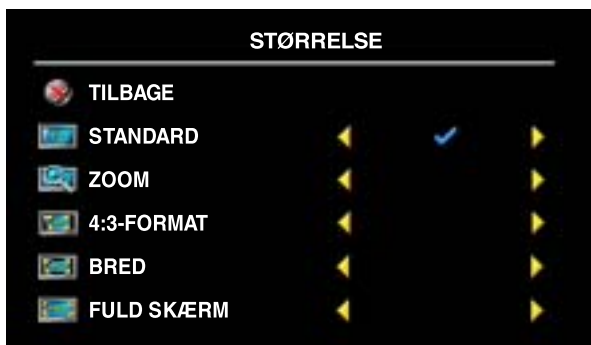 STØRRELSE
TILBAGE
STANDARD
ZOOM
4:3-FORMAT
BRED
FULD SKÆRM